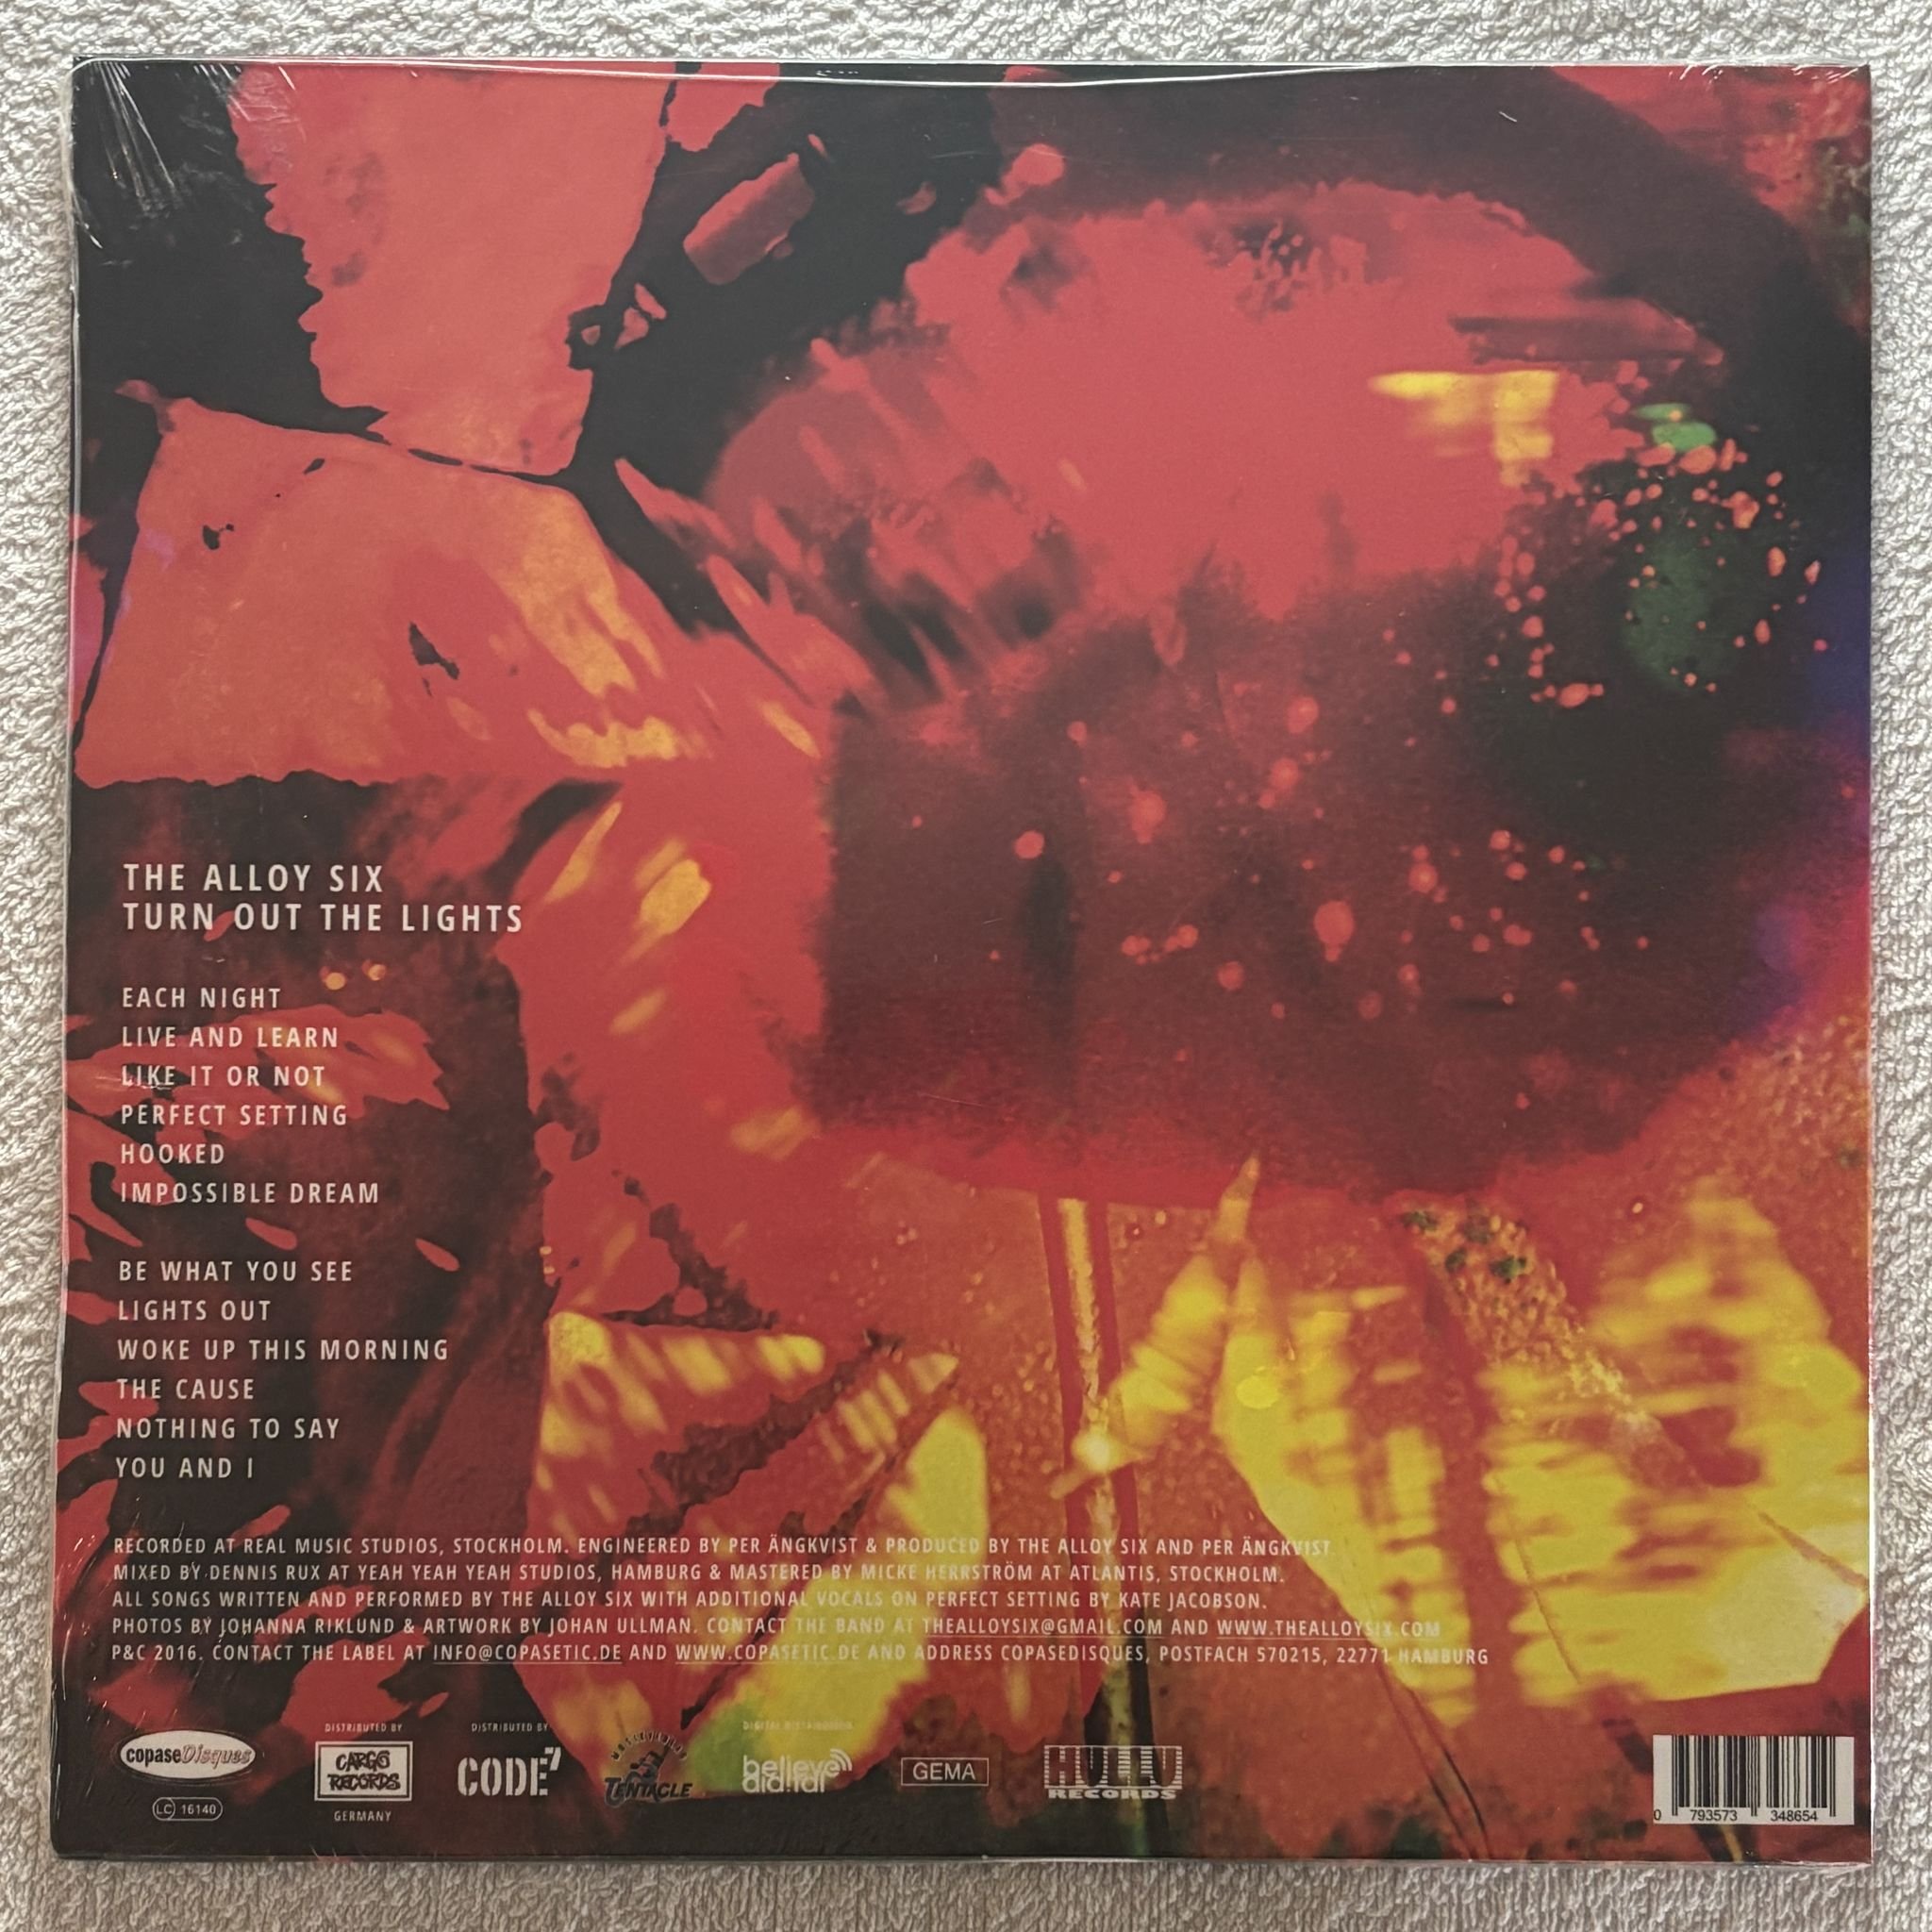 THE ALLOY SIX
TURN OUT THE LIGHTS
EACH NIGHT
LIVE AND LEARN
LIKE IT OR NOT
PERFECT SETTING
HOOKED
IMPOSSIBLE DREAM
BE WHAT YOU SEE
LIGHTS OUT
WOKE UP THIS MORNING
THE CAUSE
NOTHING TO SAY
YOU AND I
RECORDED AT REAL MUSIC STUDIOS, STOCKHOLM. ENGINEERED BY PER ÄNGKVIST & PRODUCED BY THE ALLOY SIX AND PER ÄNGKVIST.
MIXED BY DENNIS RUX AT YEAH YEAH YEAH STUDIOS, HAMBURG & MASTERED BY MICKE HERRSTRÖM AT ATLANTIS, STOCKHOLM.
ALL SONGS WRITTEN AND PERFORMED BY THE ALLOY SIX WITH ADDITIONAL VOCALS ON PERFECT SETTING BY KATE JACOBSON.
PHOTOS BY JOHANNA RIKLUND & ARTWORK BY JOHAN ULLMAN. CONTACT THE BAND AT THEALLOYSIX@GMAIL.COM AND WWW.THEALLOYSIX.COM
P&C 2016. CONTACT THE LABEL AT INFO@COPASETIC.DE AND WWW.COPASETIC.DE AND ADDRESS COPASEDISQUES, POSTFACH 570215, 22771 HAMBURG
copaseDisques
LC 16140
DISTRIBUTED BY
CARGO
RECORDS
GERMANY
DISTRIBUTED BY
CODE7
TENTACLE
DIGITAL DISTRIBUTION
believe
digital
GEMA
HULLU
RECORDS
0 793573 348654